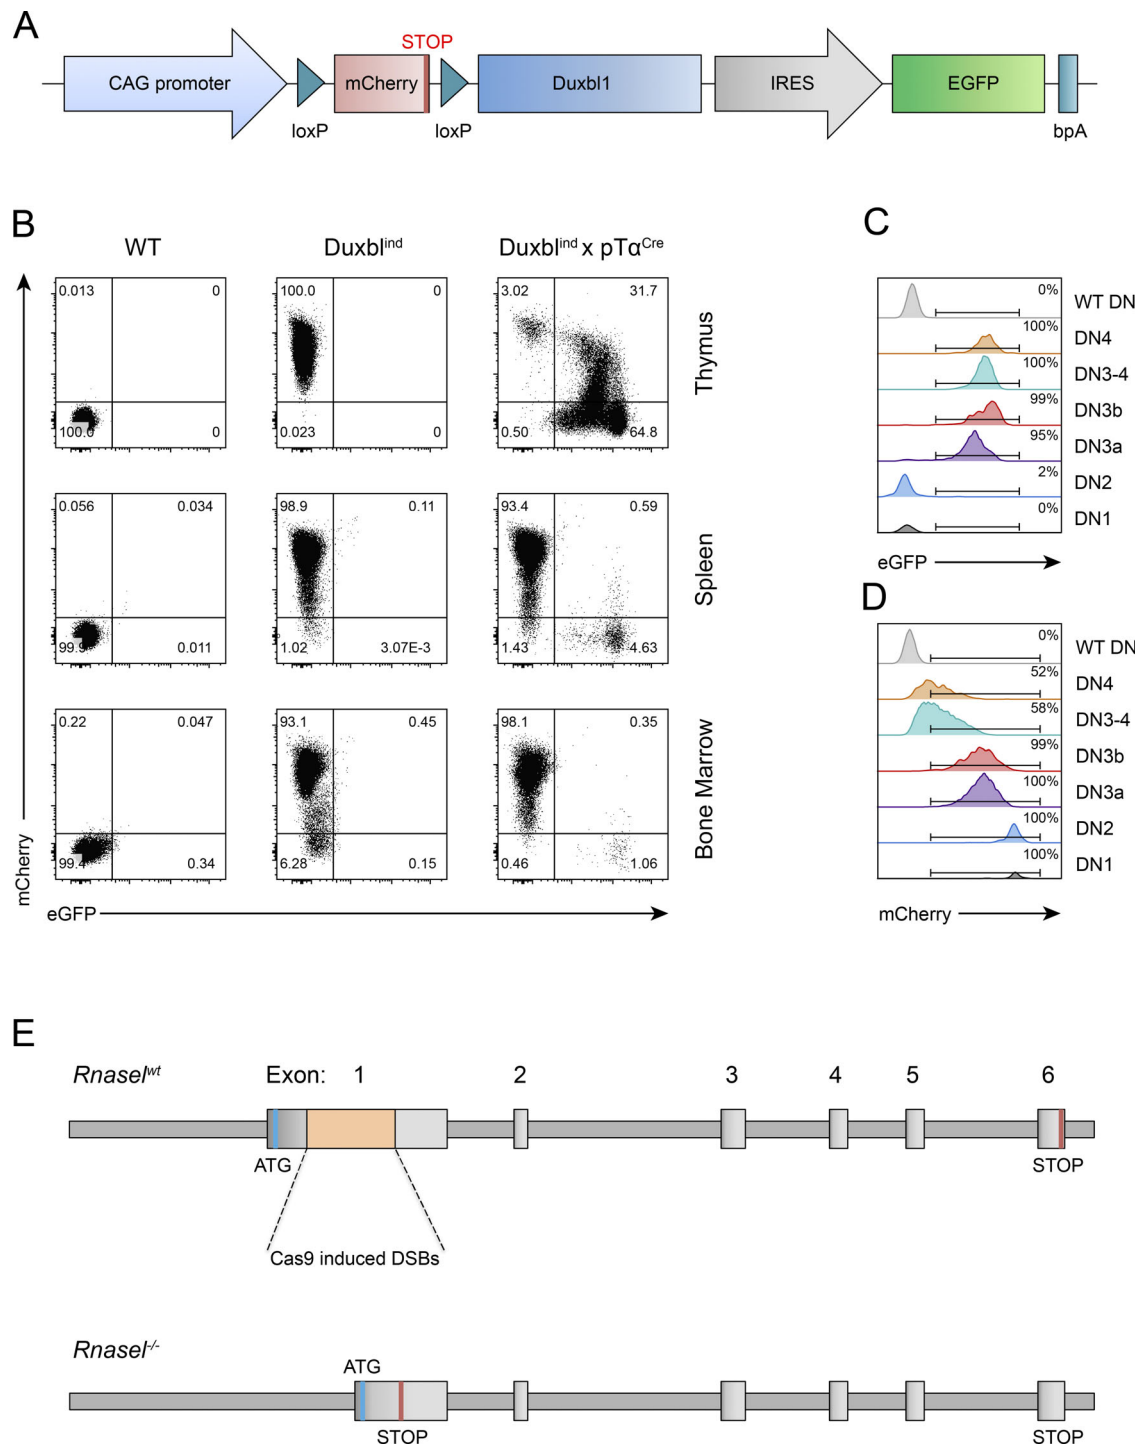 A
STOP
CAG promoter
mCherry
Duxbl1
IRES
EGFP
loxP
loxP
bpA
B
WT
Duxbl^ind
Duxbl^ind x pTα^Cre
0.013
0
100.0
0
100.0
0
0.023
0
3.02
31.7
0.50
64.8
Thymus
0.056
0.034
99.9
0.011
98.9
0.11
1.02
3.07E-3
93.4
0.59
1.43
4.63
Spleen
0.22
0.047
99.4
0.34
93.1
0.45
6.28
0.15
98.1
0.35
0.46
1.06
Bone Marrow
mCherry
eGFP
C
0%
WT DN
100%
DN4
100%
DN3-4
99%
DN3b
95%
DN3a
2%
DN2
0%
DN1
eGFP
D
0%
WT DN
52%
DN4
58%
DN3-4
99%
DN3b
100%
DN3a
100%
DN2
100%
DN1
mCherry
E
Rnasel^wt
Exon: 1 2 3 4 5 6
ATG
STOP
Cas9 induced DSBs
Rnasel^-/-
ATG
STOP
STOP